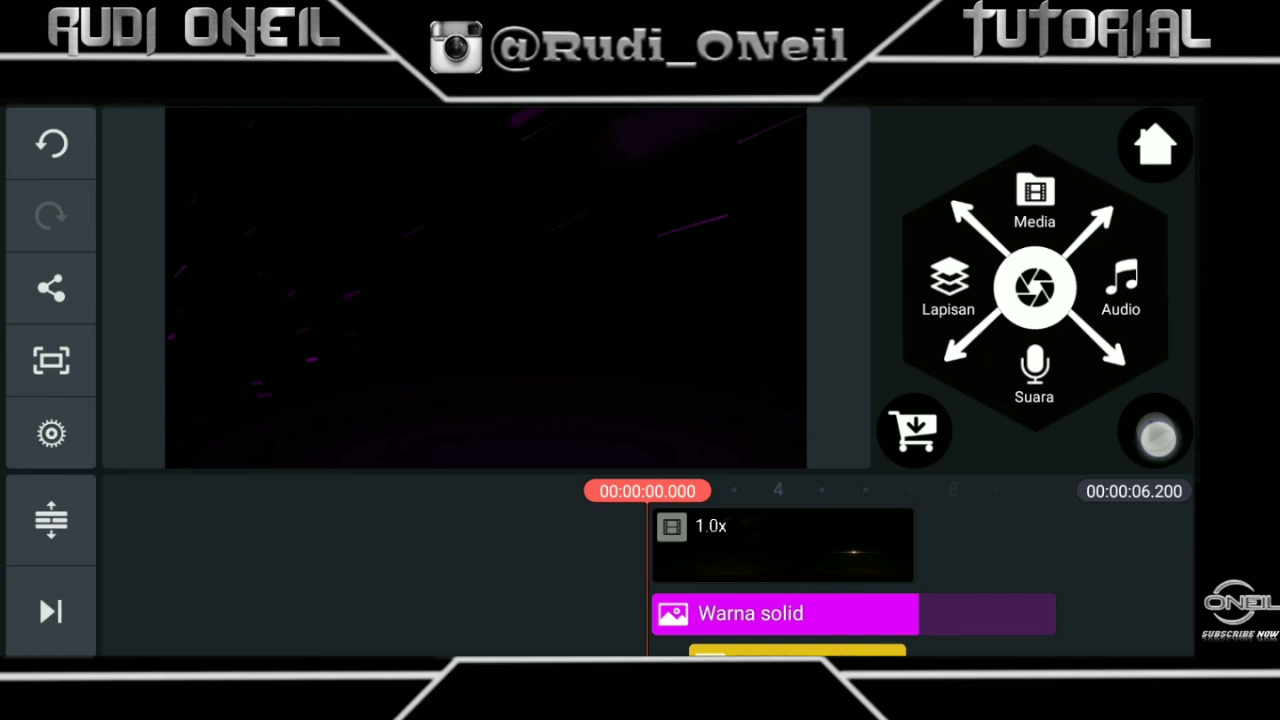 RUDI ONEIL
@Rudi_ONeil
TUTORIAL
Media
Lapisan
Audio
Suara
00:00:00.000
4
8
00:00:06.200
1.0x
Warna solid
ONEIL
SUBSCRIBE NOW